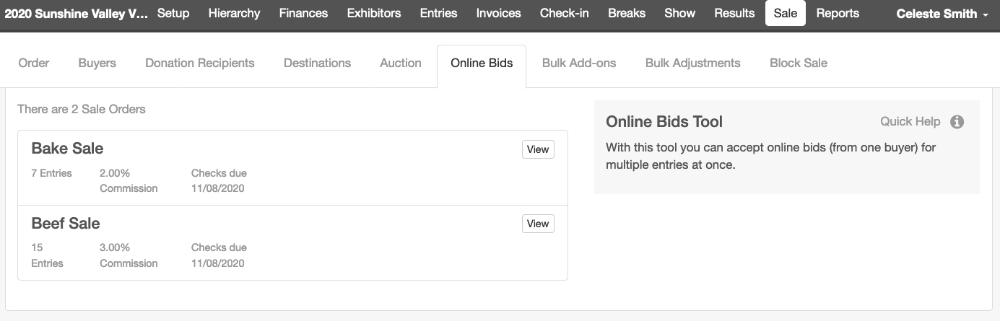 2020 Sunshine Valley V... Setup Hierarchy Finances Exhibitors Entries Invoices Check-in Breaks Show Results Sale Reports Celeste Smith
Order Buyers Donation Recipients Destinations Auction Online Bids Bulk Add-ons Bulk Adjustments Block Sale
There are 2 Sale Orders
Bake Sale View
7 Entries 2.00% Checks due
Commission 11/08/2020
Beef Sale View
15 3.00% Checks due
Entries Commission 11/08/2020
Online Bids Tool Quick Help
With this tool you can accept online bids (from one buyer) for
multiple entries at once.